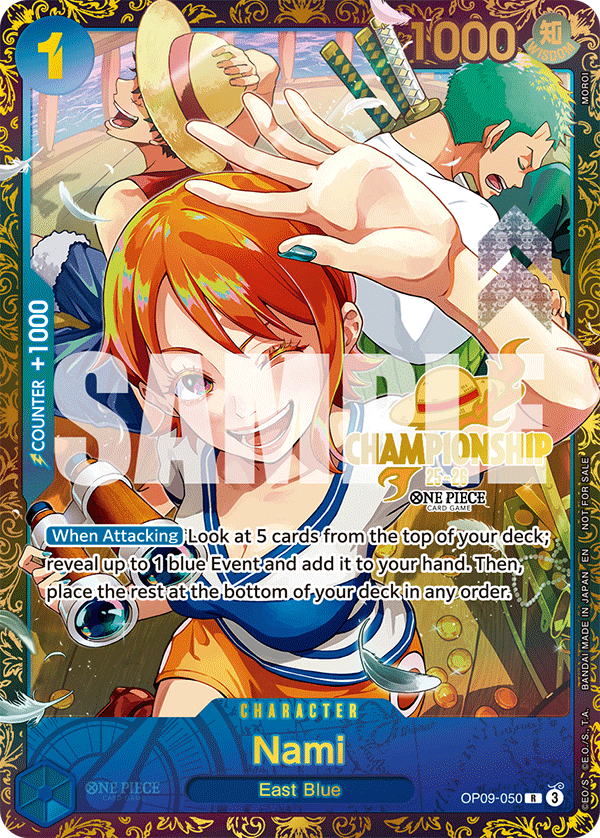 1
1000
知
WISDOM
MOROI
⚡COUNTER +1000
SAMPLE
CHAMPIONSHIP
25-26
ONE PIECE
CARD GAME
When Attacking Look at 5 cards from the top of your deck;
reveal up to 1 blue Event and add it to your hand. Then,
place the rest at the bottom of your deck in any order.
BANDAI MADE IN JAPAN EN NOT FOR SALE
©E.O/S ©E.O./S.,T.A.
CHARACTER
Nami
East Blue
ONE PIECE
CARD GAME
OP09-050 R 3